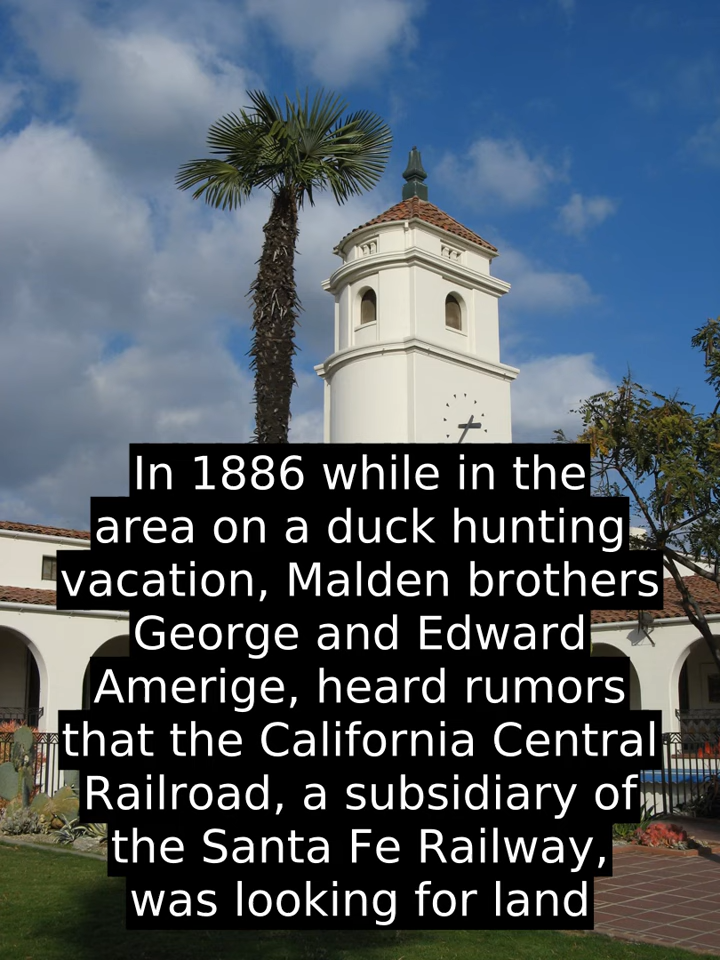 In 1886 while in the
area on a duck hunting
vacation, Malden brothers
George and Edward
Amerige, heard rumors
that the California Central
Railroad, a subsidiary of
the Santa Fe Railway,
was looking for land